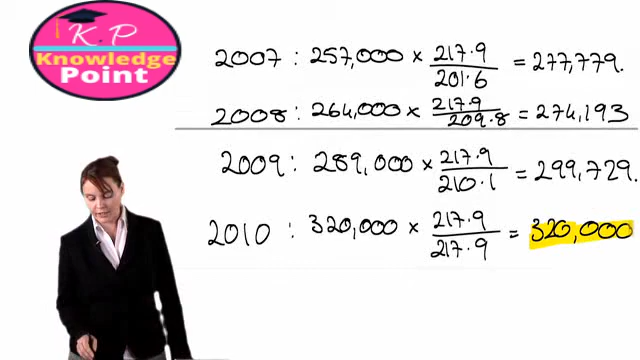 K.P
Knowledge
Point
2007 : 257,000 × 217.9/201.6 = 277,779.
2008 : 264,000 × 217.9/209.8 = 274,193
2009 : 289,000 × 217.9/210.1 = 299,729.
2010 : 320,000 × 217.9/217.9 = 320,000